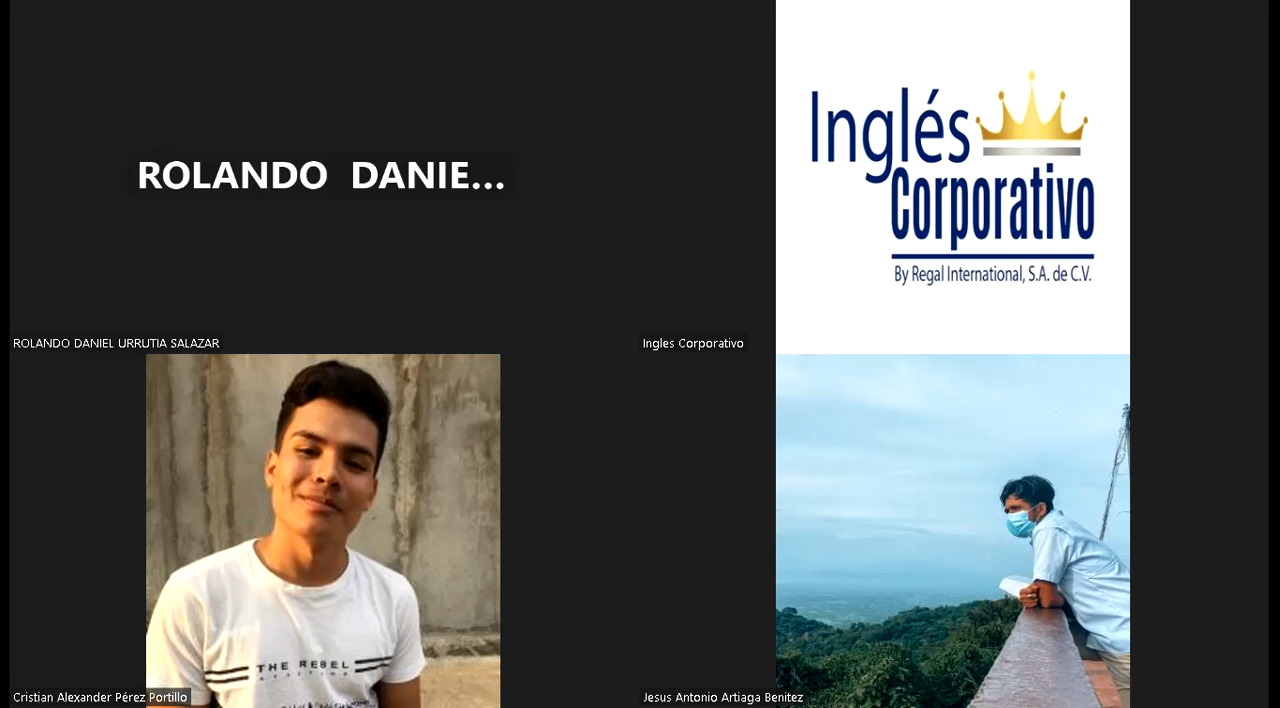 ROLANDO DANIE...
Inglés
Corporativo
By Regal International, S.A. de C.V.
ROLANDO DANIEL URRUTIA SALAZAR
Ingles Corporativo
THE REBEL
Cristian Alexander Pérez Portillo
Jesus Antonio Artiaga Benitez